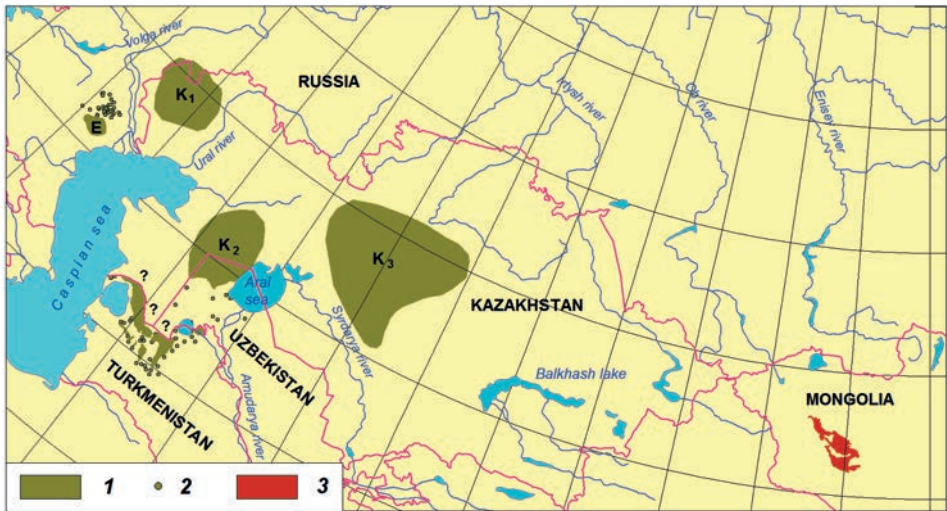 Volga river
RUSSIA
K1
E
Ural river
Irtysh river
Ob river
Enisey river
Caspian sea
K2
K3
?
?
?
Aral
sea
KAZAKHSTAN
UZBEKISTAN
Syrdarya river
TURKMENISTAN
Amudarya river
Balkhash lake
MONGOLIA
1
2
3